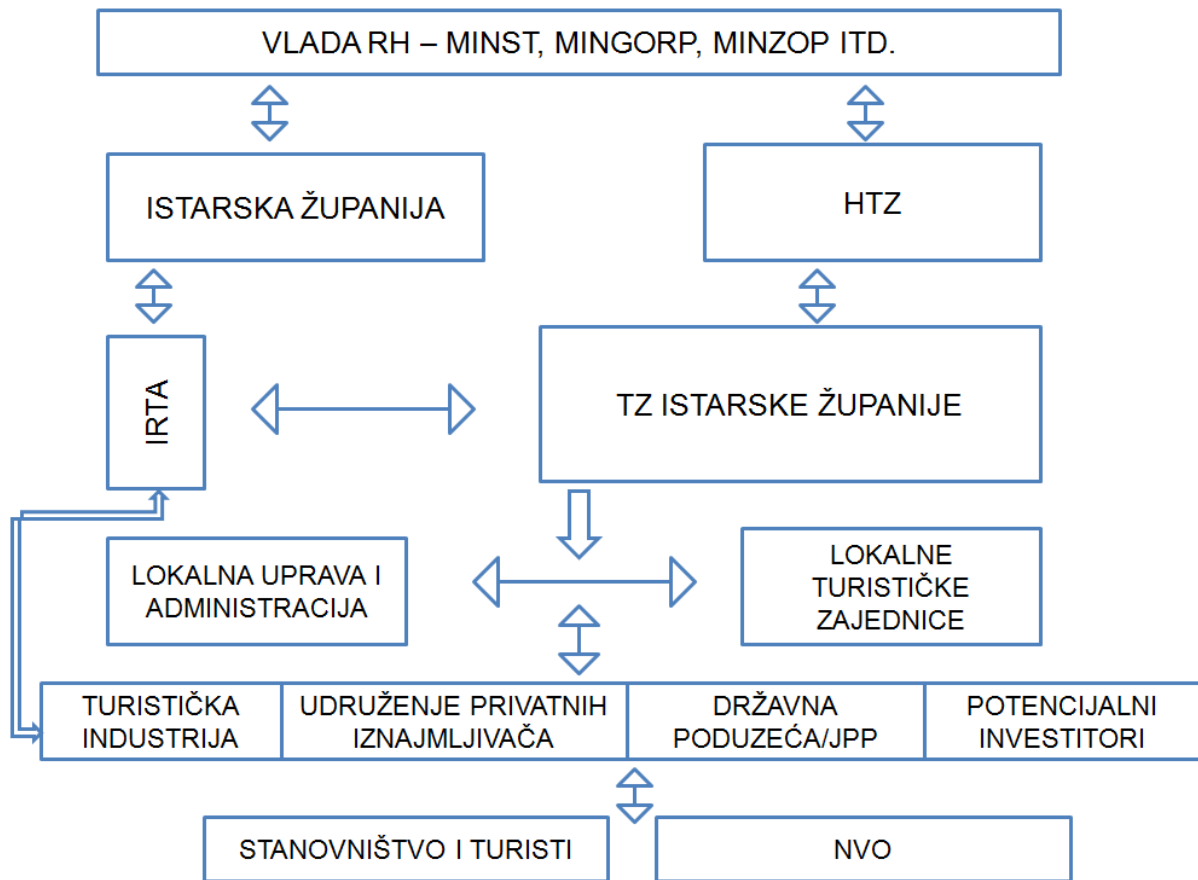 VLADA RH – MINST, MINGORP, MINZOP ITD.
ISTARSKA ŽUPANIJA
HTZ
IRTA
TZ ISTARSKE ŽUPANIJE
LOKALNA UPRAVA I
ADMINISTRACIJA
LOKALNE
TURISTIČKE
ZAJEDNICE
TURISTIČKA
INDUSTRIJA
UDRUŽENJE PRIVATNIH
IZNAJMLJIVAČA
DRŽAVNA
PODUZEĆA/JPP
POTENCIJALNI
INVESTITORI
STANOVNIŠTVO I TURISTI
NVO